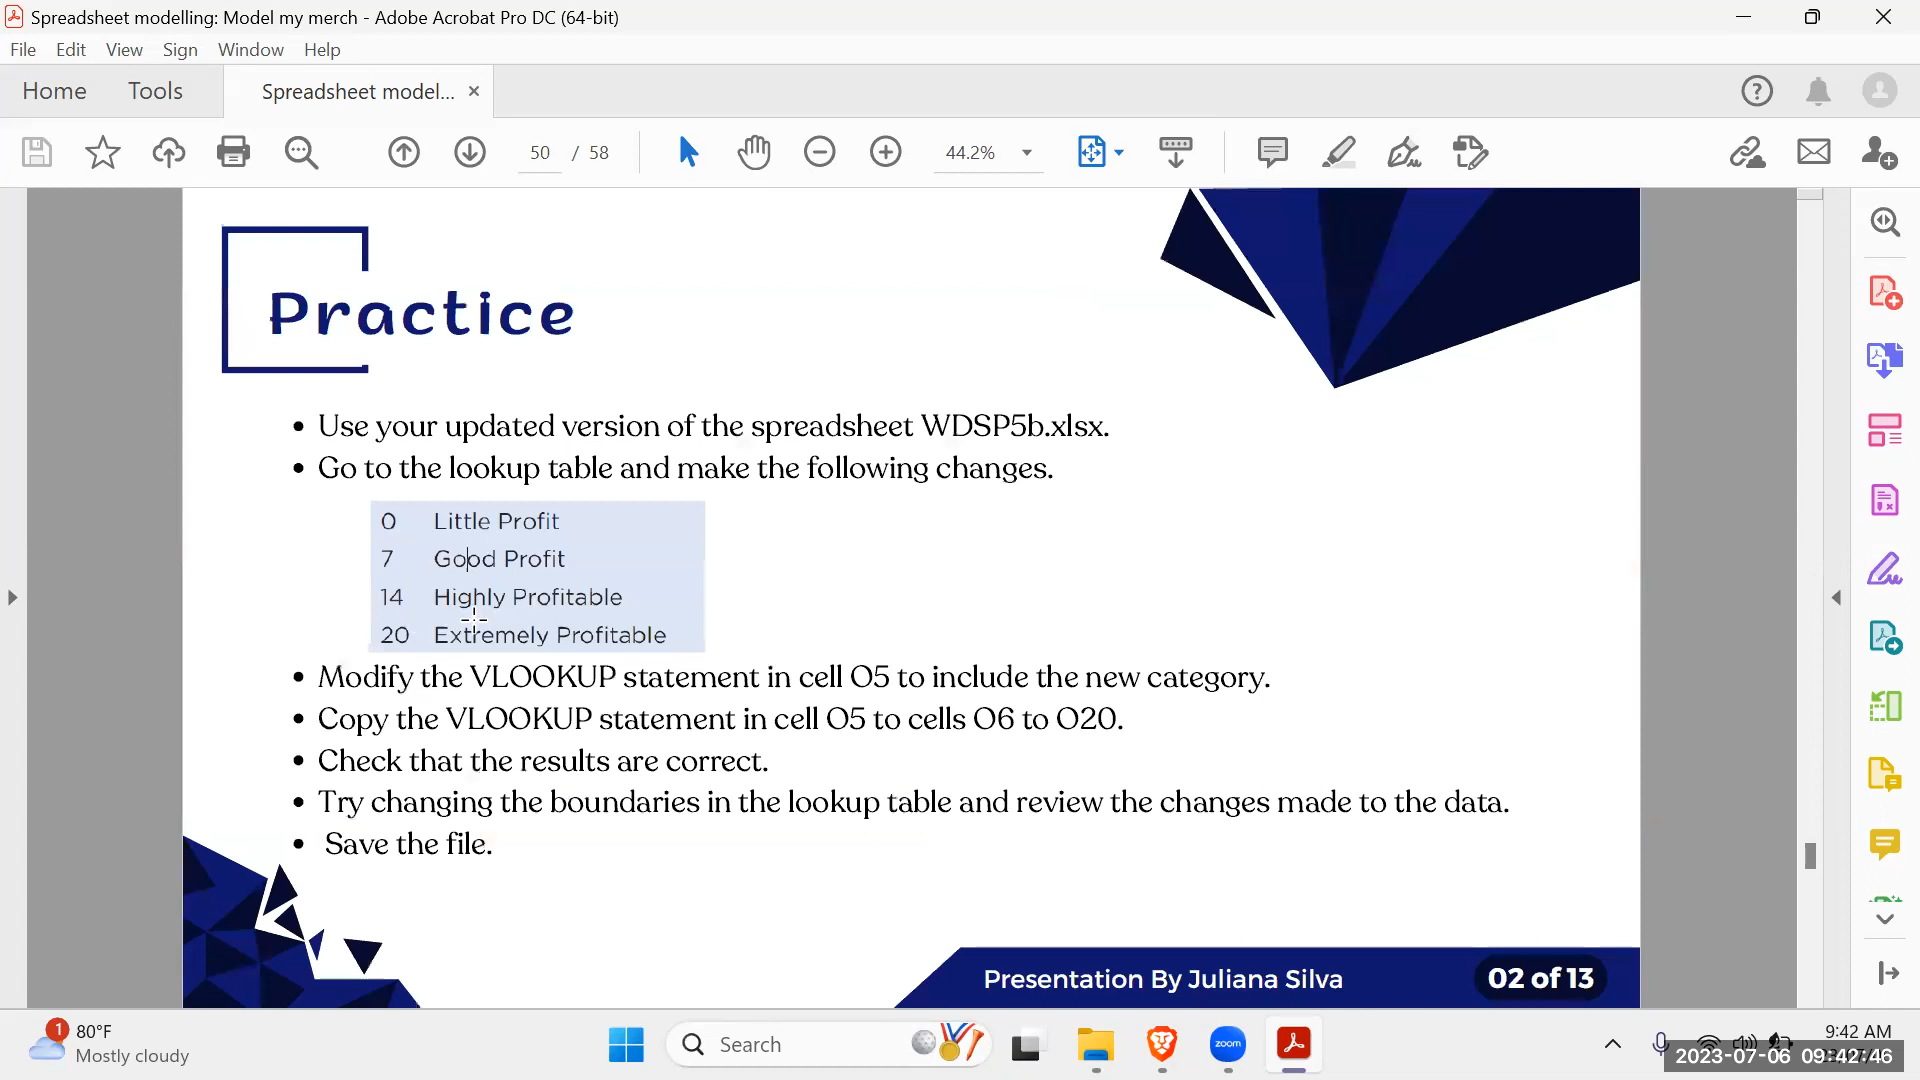 Spreadsheet modelling: Model my merch - Adobe Acrobat Pro DC (64-bit)
File Edit View Sign Window Help
Home Tools Spreadsheet model... ×
50 / 58 44.2%
Practice
• Use your updated version of the spreadsheet WDSP5b.xlsx.
• Go to the lookup table and make the following changes.
0 Little Profit
7 Good Profit
14 Highly Profitable
20 Extremely Profitable
• Modify the VLOOKUP statement in cell O5 to include the new category.
• Copy the VLOOKUP statement in cell O5 to cells O6 to O20.
• Check that the results are correct.
• Try changing the boundaries in the lookup table and review the changes made to the data.
• Save the file.
Presentation By Juliana Silva 02 of 13
1 80°F
Mostly cloudy
Search
zoom
9:42 AM
2023-07-06 09:42:46